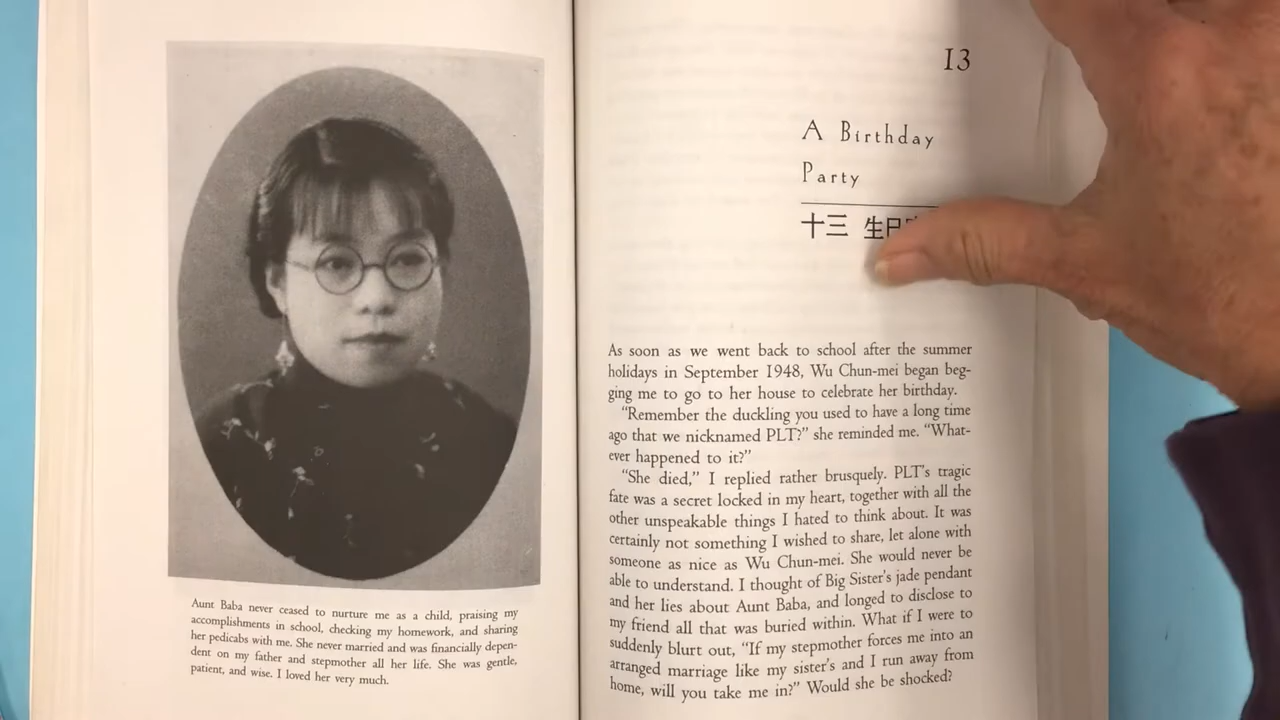 Aunt Baba never ceased to nurture me as a child, praising my
accomplishments in school, checking my homework, and sharing
her pedicabs with me. She never married and was financially depen-
dent on my father and stepmother all her life. She was gentle,
patient, and wise. I loved her very much.
13
A Birthday
Party
十三 生日
As soon as we went back to school after the summer
holidays in September 1948, Wu Chun-mei began beg-
ging me to go to her house to celebrate her birthday.
“Remember the duckling you used to have a long time
ago that we nicknamed PLT?” she reminded me. “What-
ever happened to it?”
“She died,” I replied rather brusquely. PLT's tragic
fate was a secret locked in my heart, together with all the
other unspeakable things I hated to think about. It was
certainly not something I wished to share, let alone with
someone as nice as Wu Chun-mei. She would never be
able to understand. I thought of Big Sister's jade pendant
and her lies about Aunt Baba, and longed to disclose to
my friend all that was buried within. What if I were to
suddenly blurt out, “If my stepmother forces me into an
arranged marriage like my sister's and I run away from
home, will you take me in?” Would she be shocked?